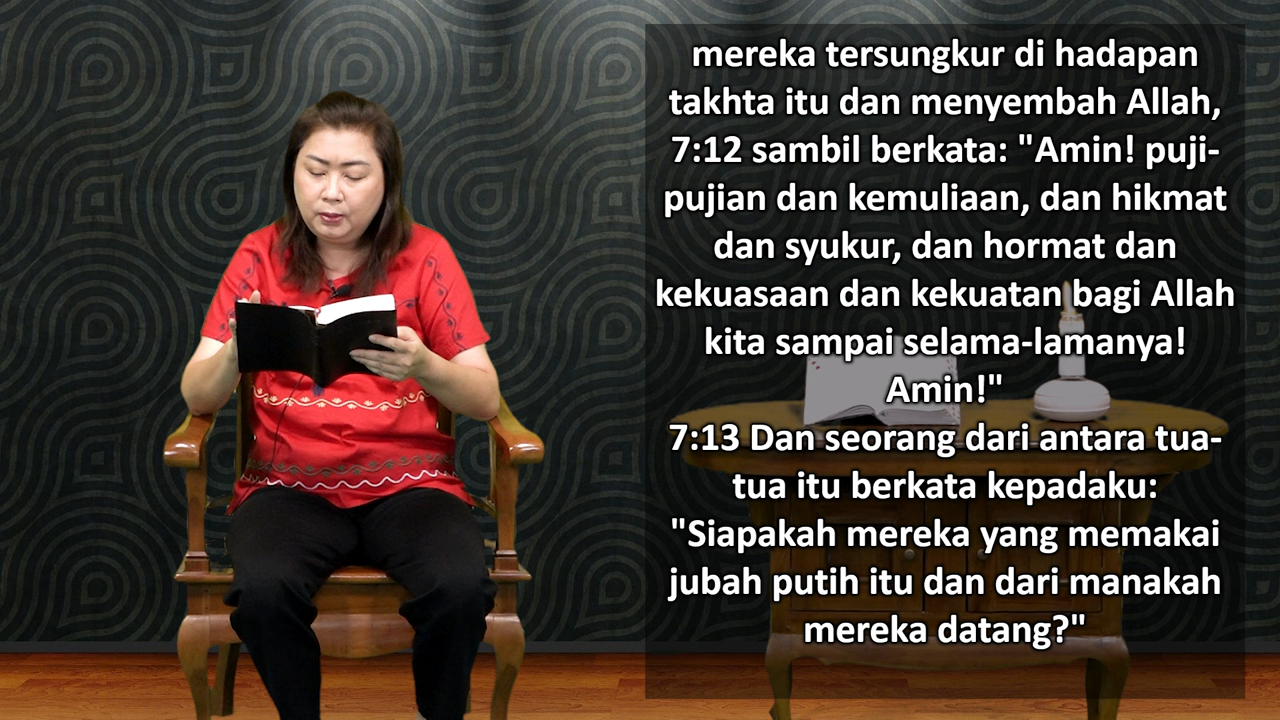 mereka tersungkur di hadapan
takhta itu dan menyembah Allah,
7:12 sambil berkata: "Amin! puji-
pujian dan kemuliaan, dan hikmat
dan syukur, dan hormat dan
kekuasaan dan kekuatan bagi Allah
kita sampai selama-lamanya!
Amin!"
7:13 Dan seorang dari antara tua-
tua itu berkata kepadaku:
"Siapakah mereka yang memakai
jubah putih itu dan dari manakah
mereka datang?"